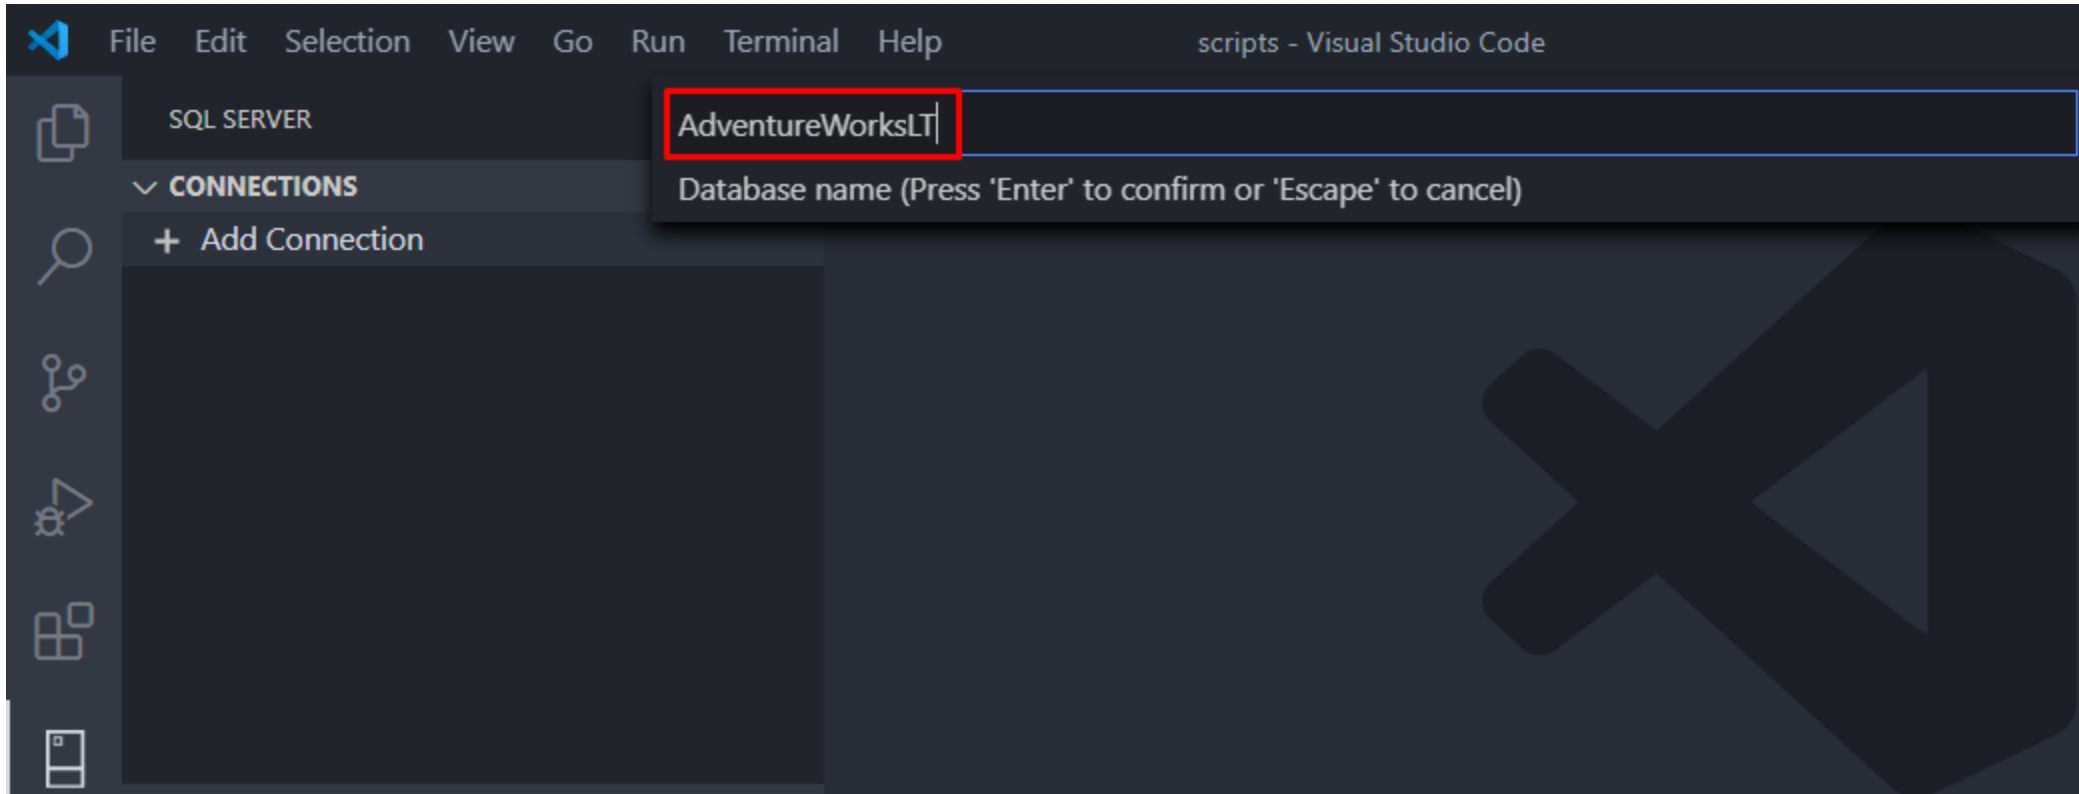 File Edit Selection View Go Run Terminal Help scripts - Visual Studio Code
SQL SERVER
AdventureWorksLT
CONNECTIONS
Database name (Press 'Enter' to confirm or 'Escape' to cancel)
+ Add Connection